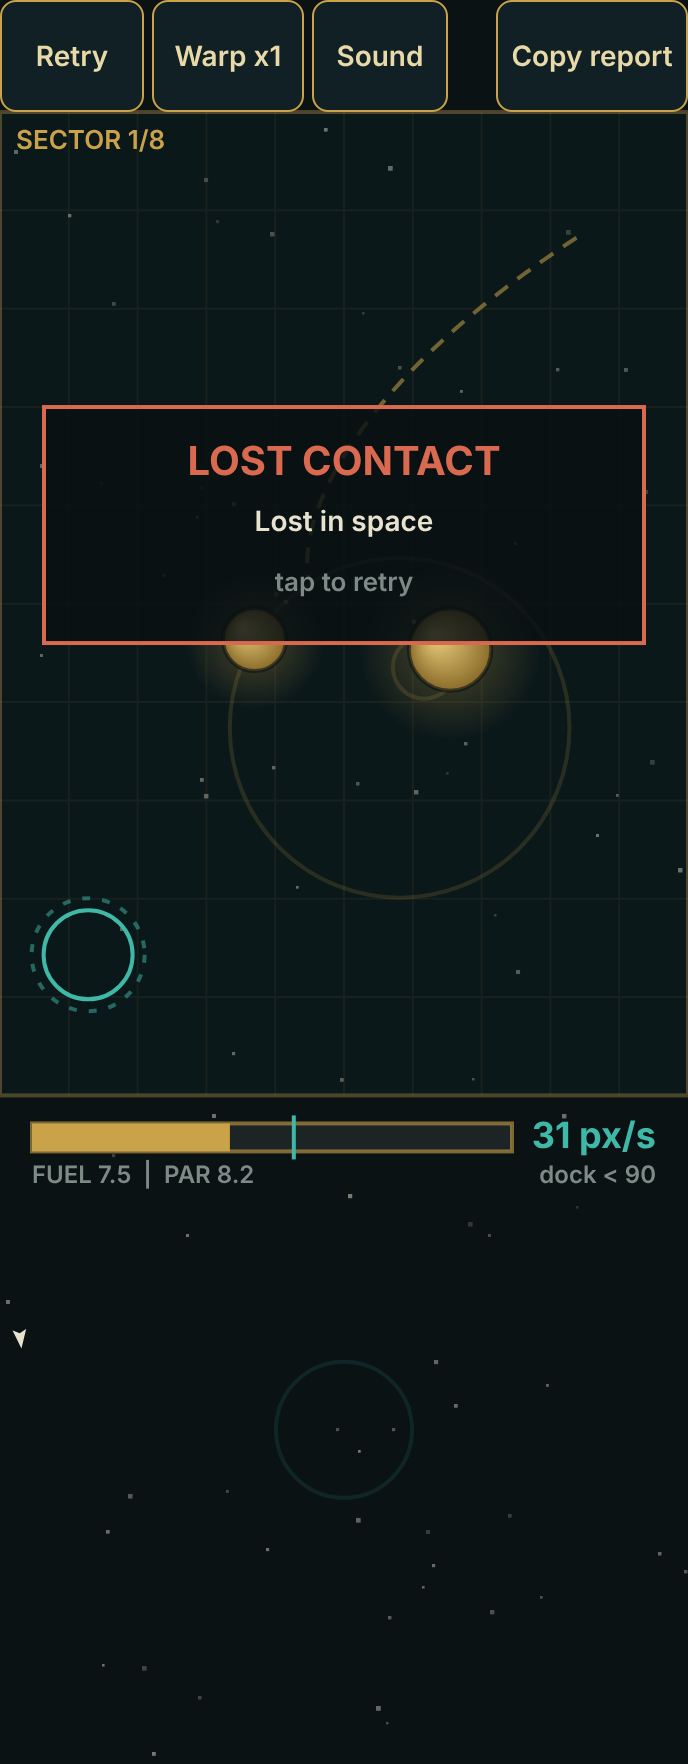 Retry
Warp x1
Sound
Copy report
SECTOR 1/8
LOST CONTACT
Lost in space
tap to retry
31 px/s
FUEL 7.5 | PAR 8.2
dock < 90